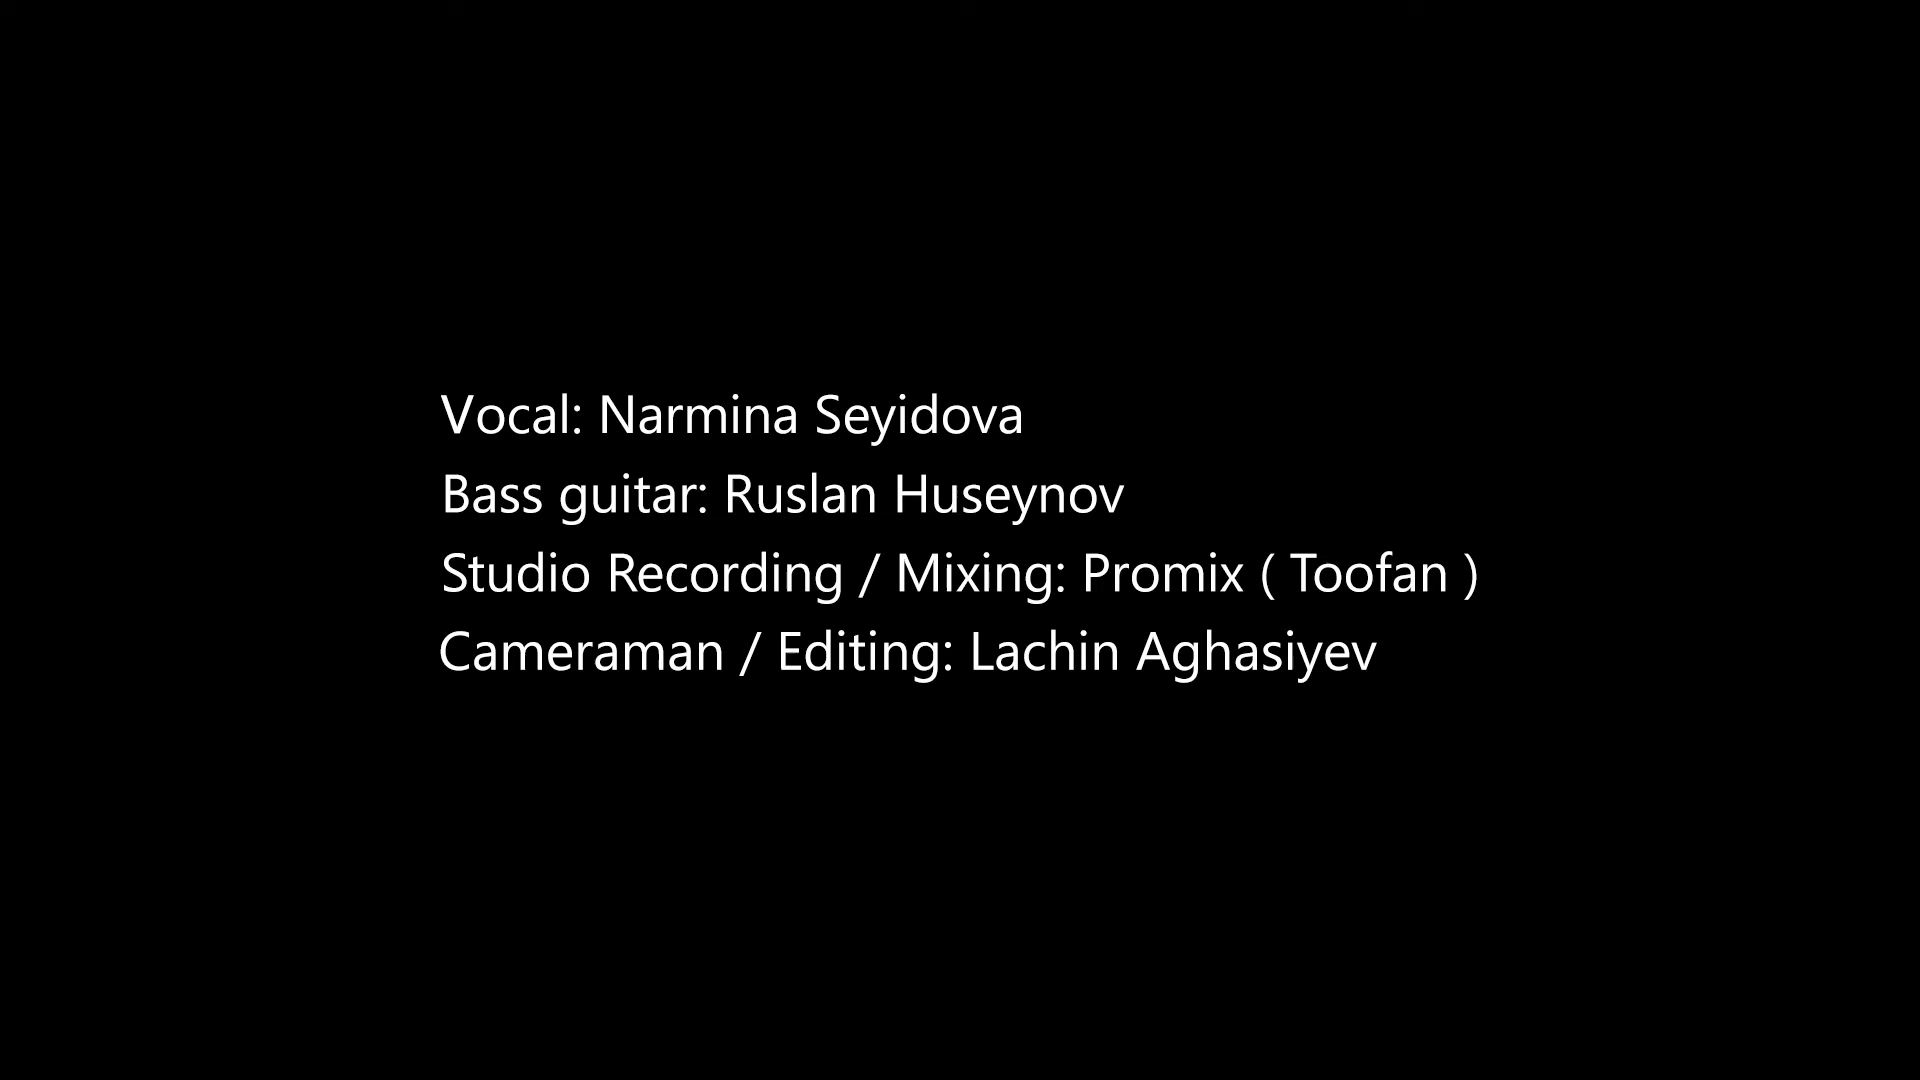 Vocal: Narmina Seyidova
Bass guitar: Ruslan Huseynov
Studio Recording / Mixing: Promix ( Toofan )
Cameraman / Editing: Lachin Aghasiyev